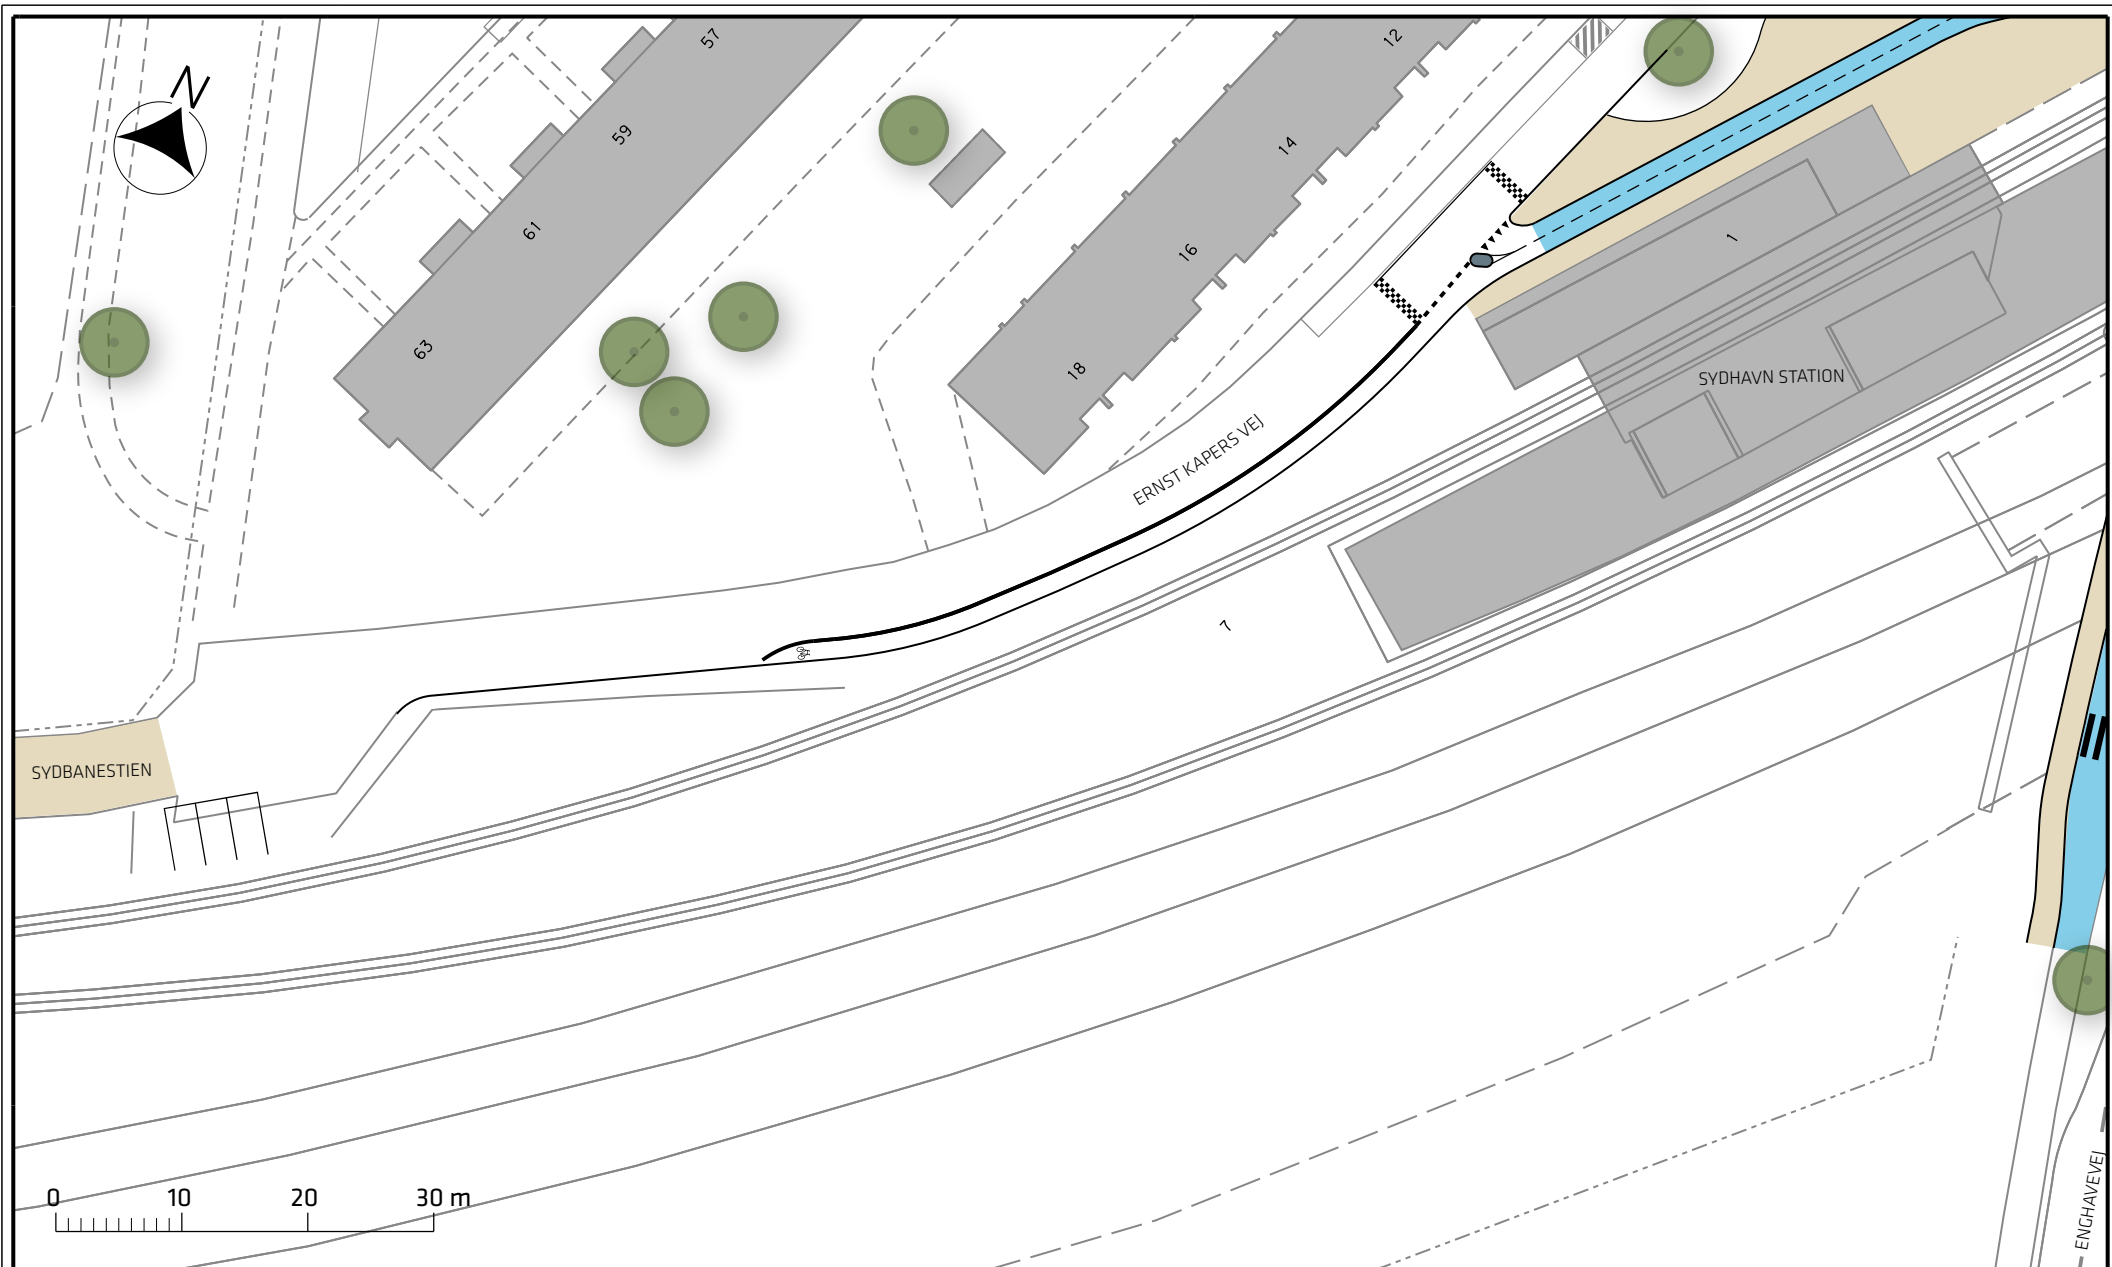 57
12
N
59
14
61
1
16
63
18
SYDHAVN STATION
ERNST KAPERS VEJ
7
SYDBANESTIEN
0 10 20 30 m
ENGHAVEVEJ